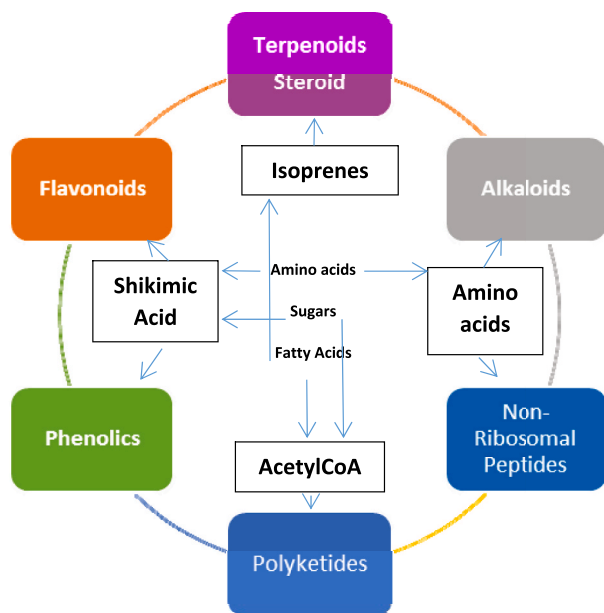 Terpenoids
Steroid
Isoprenes
Flavonoids
Alkaloids
Amino acids
Shikimic
Acid
Sugars
Amino
acids
Fatty Acids
Phenolics
Non-
Ribosomal
Peptides
AcetylCoA
Polyketides